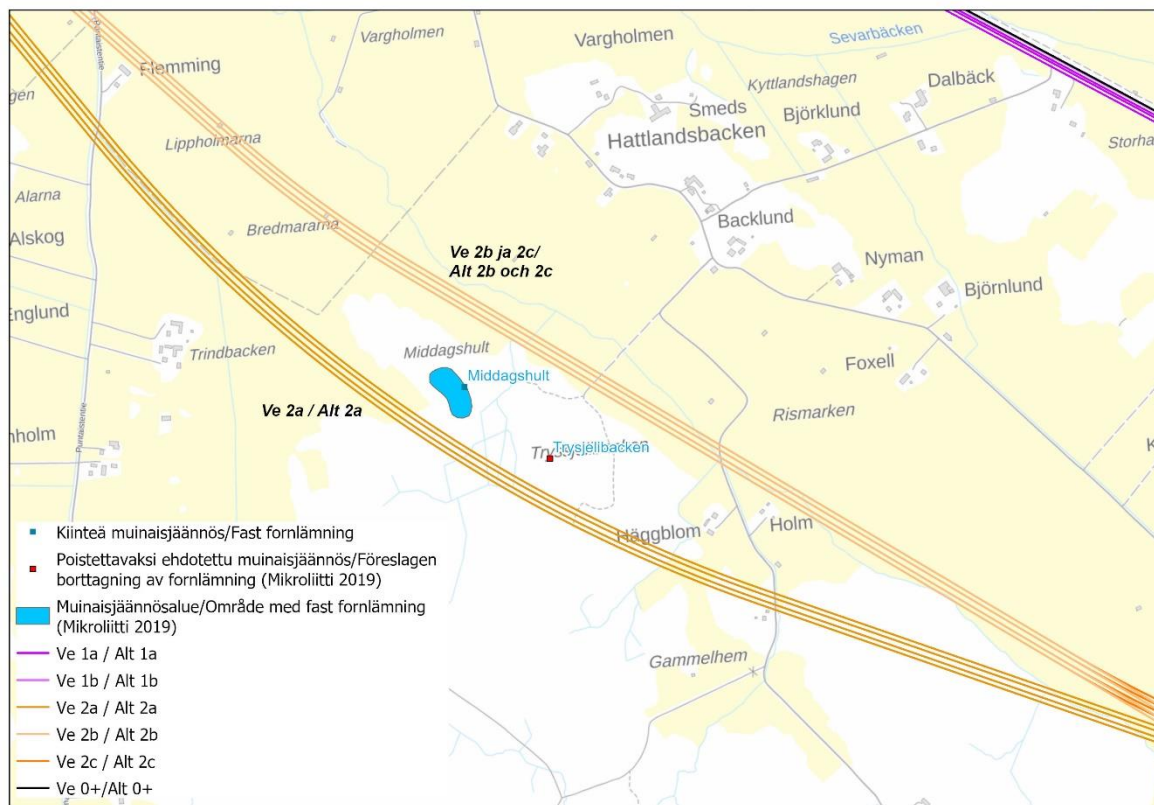 Vargholmen
Vargholmen
Sevarbäcken
Puntaistentie
Flemming
Kyttlandshagen
Dalbäck
Smeds
Björklund
Lippholmarna
Hattlandsbacken
Alarna
Bredmararna
Backlund
Alskog
Ve 2b ja 2c/
Alt 2b och 2c
Nyman
Björnlund
Englund
Trindbacken
Middagshult
Middagshult
Foxell
Ve 2a / Alt 2a
Rismarken
Puntaistentie
Trysjelibacken
Häggblom
Holm
Gammelhem
Kiinteä muinaisjäännös/Fast fornlämning
Poistettavaksi ehdotettu muinaisjäännös/Föreslagen
borttagning av fornlämning (Mikroliitti 2019)
Muinaisjäännösalue/Område med fast fornlämning
(Mikroliitti 2019)
Ve 1a / Alt 1a
Ve 1b / Alt 1b
Ve 2a / Alt 2a
Ve 2b / Alt 2b
Ve 2c / Alt 2c
Ve 0+/Alt 0+